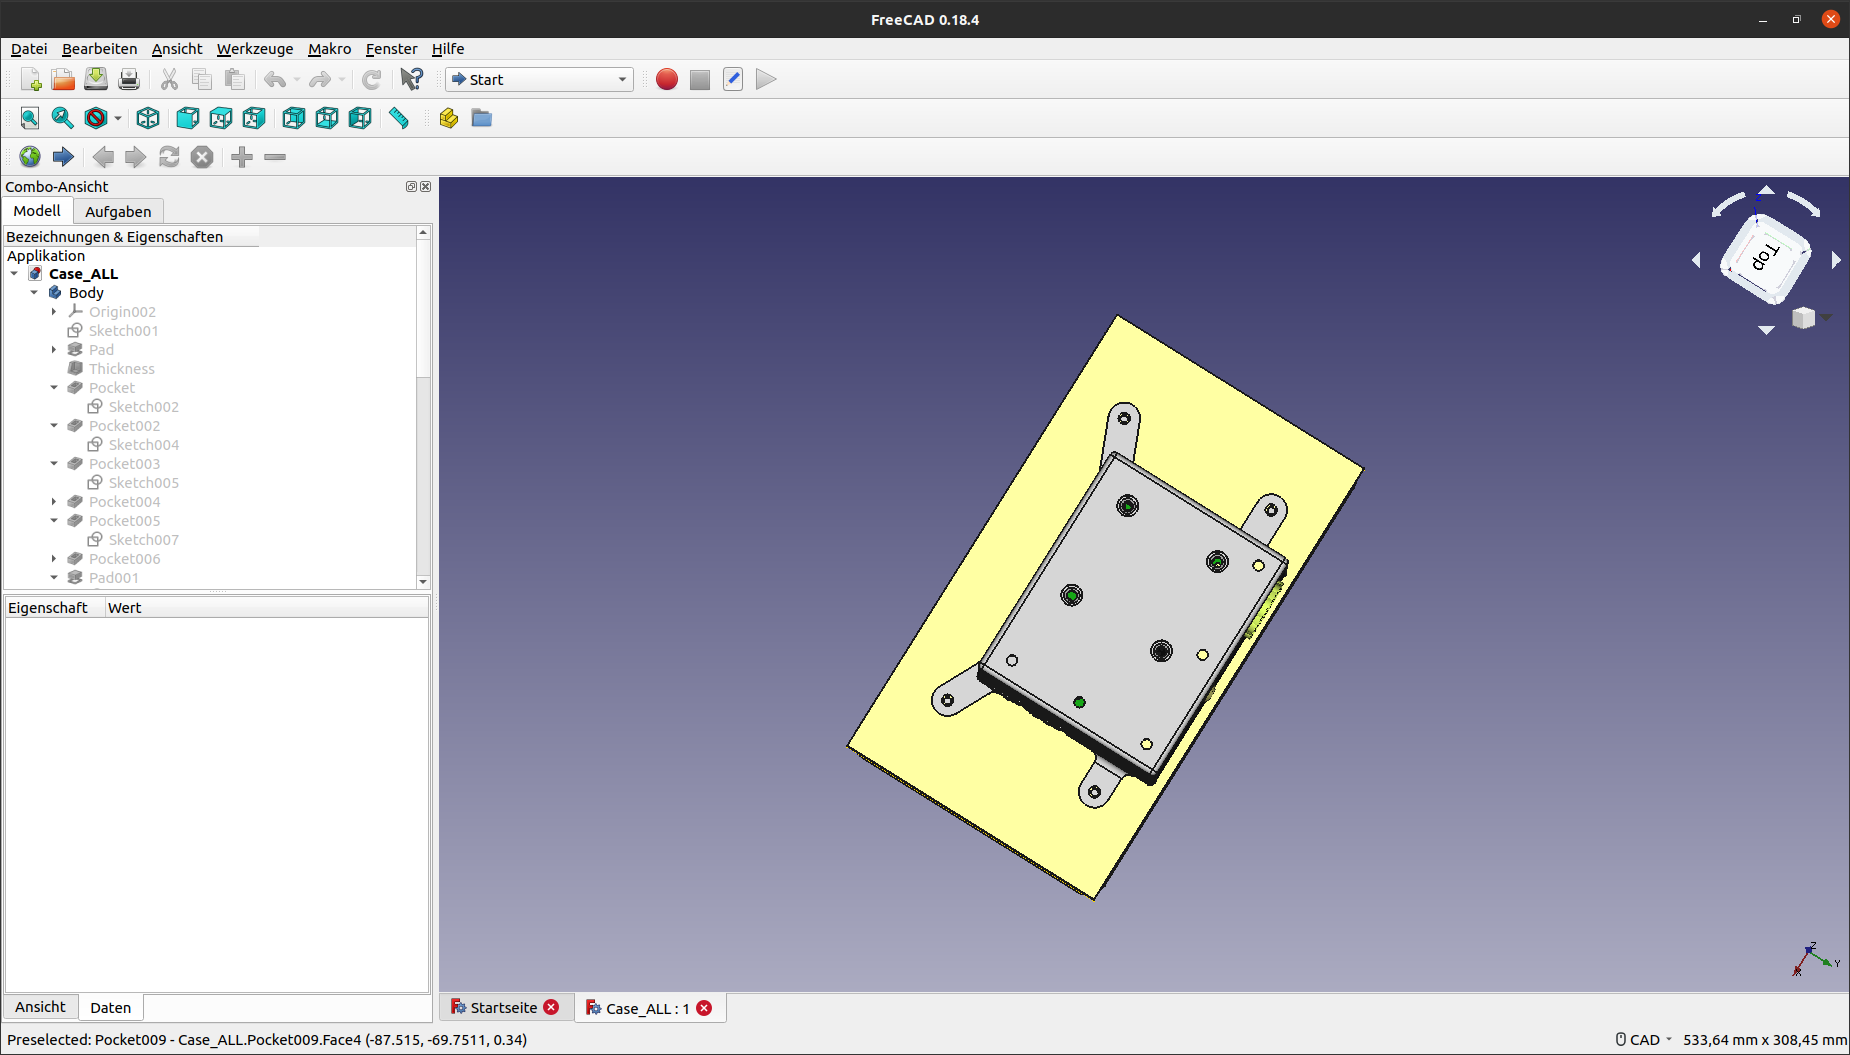 FreeCAD 0.18.4
Datei Bearbeiten Ansicht Werkzeuge Makro Fenster Hilfe
Start
Combo-Ansicht
Modell Aufgaben
Bezeichnungen & Eigenschaften
Applikation
Case_ALL
Body
Origin002
Sketch001
Pad
Thickness
Pocket
Sketch002
Pocket002
Sketch004
Pocket003
Sketch005
Pocket004
Pocket005
Sketch007
Pocket006
Pad001
Eigenschaft Wert
Ansicht Daten
Z
Top
Z
Y
X
Startseite Case_ALL : 1
Preselected: Pocket009 - Case_ALL.Pocket009.Face4 (-87.515, -69.7511, 0.34)
CAD 533,64 mm x 308,45 mm